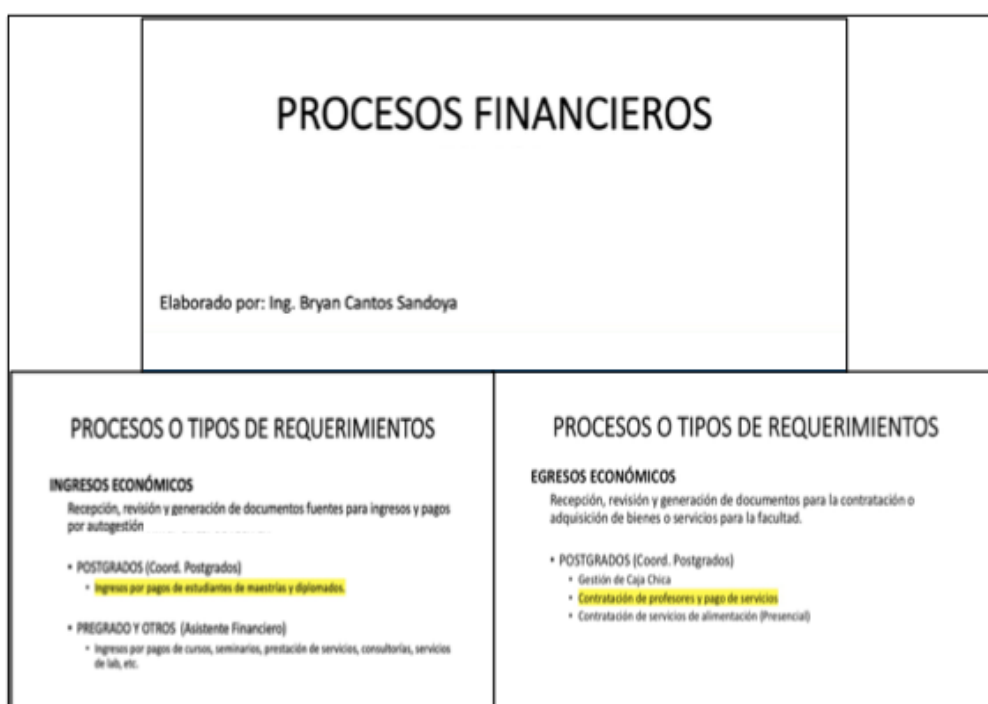 PROCESOS FINANCIEROS
Elaborado por: Ing. Bryan Cantos Sandoya
PROCESOS O TIPOS DE REQUERIMIENTOS
INGRESOS ECONÓMICOS
Recepción, revisión y generación de documentos fuentes para ingresos y pagos
por autogestión
• POSTGRADOS (Coord. Postgrados)
• Ingresos por pagos de estudiantes de maestrías y diplomados.
• PREGRADO Y OTROS (Asistente Financiero)
• Ingresos por pagos de cursos, seminarios, prestación de servicios, consultorías, servicios
de lab, etc.
PROCESOS O TIPOS DE REQUERIMIENTOS
EGRESOS ECONÓMICOS
Recepción, revisión y generación de documentos para la contratación o
adquisición de bienes o servicios para la facultad.
• POSTGRADOS (Coord. Postgrados)
• Gestión de Caja Chica
• Contratación de profesores y pago de servicios
• Contratación de servicios de alimentación (Presencial)